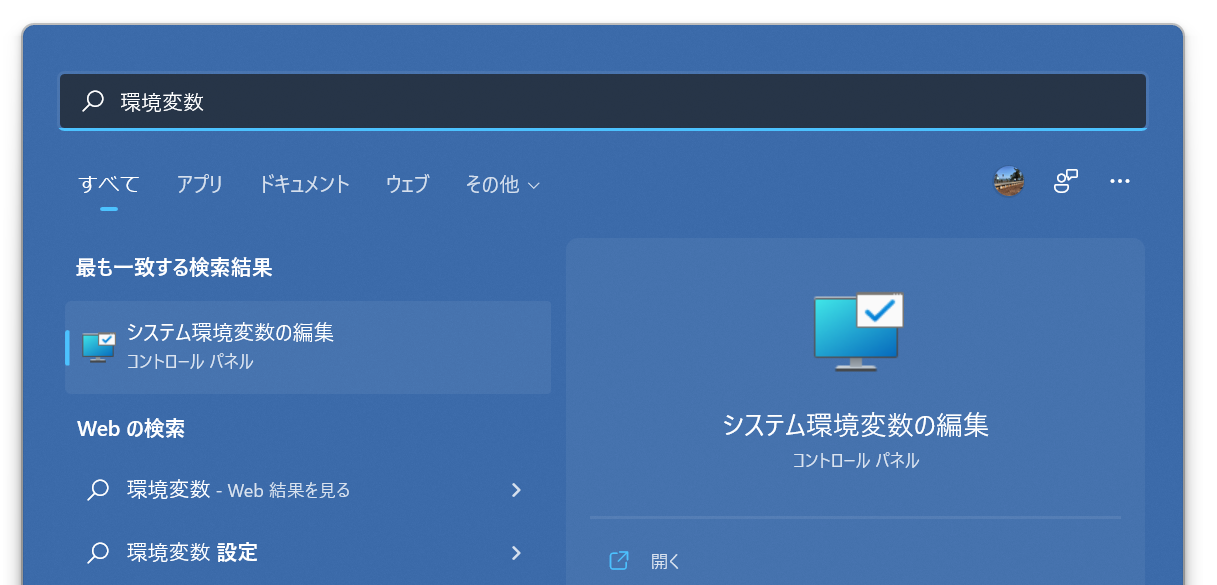 環境変数
すべて アプリ ドキュメント ウェブ その他
最も一致する検索結果
システム環境変数の編集
コントロール パネル
Web の検索
環境変数 - Web 結果を見る
環境変数 設定
システム環境変数の編集
コントロール パネル
開く